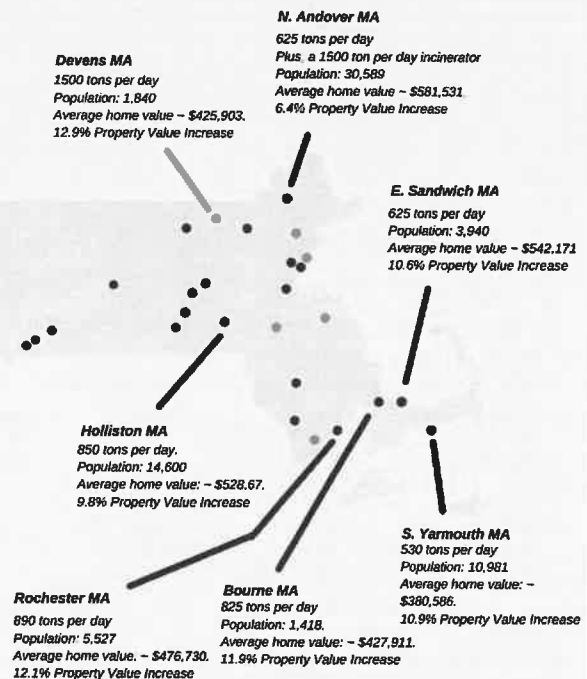 N. Andover MA
625 tons per day
Plus, a 1500 ton per day incinerator
Population: 30,589
Average home value ~ $581,531
6.4% Property Value Increase
Devens MA
1500 tons per day
Population: 1,840
Average home value ~ $425,903.
12.9% Property Value Increase
E. Sandwich MA
625 tons per day
Population: 3,940
Average home value ~ $542,171
10.6% Property Value Increase
Holliston MA
850 tons per day.
Population: 14,600
Average home value: ~ $528.67.
9.8% Property Value Increase
S. Yarmouth MA
530 tons per day
Population: 10,981
Average home value: ~
$380,586.
10.9% Property Value Increase
Rochester MA
890 tons per day
Population: 5,527
Average home value. ~ $476,730.
12.1% Property Value Increase
Bourne MA
825 tons per day
Population: 1,418.
Average home value: ~ $427,911.
11.9% Property Value Increase